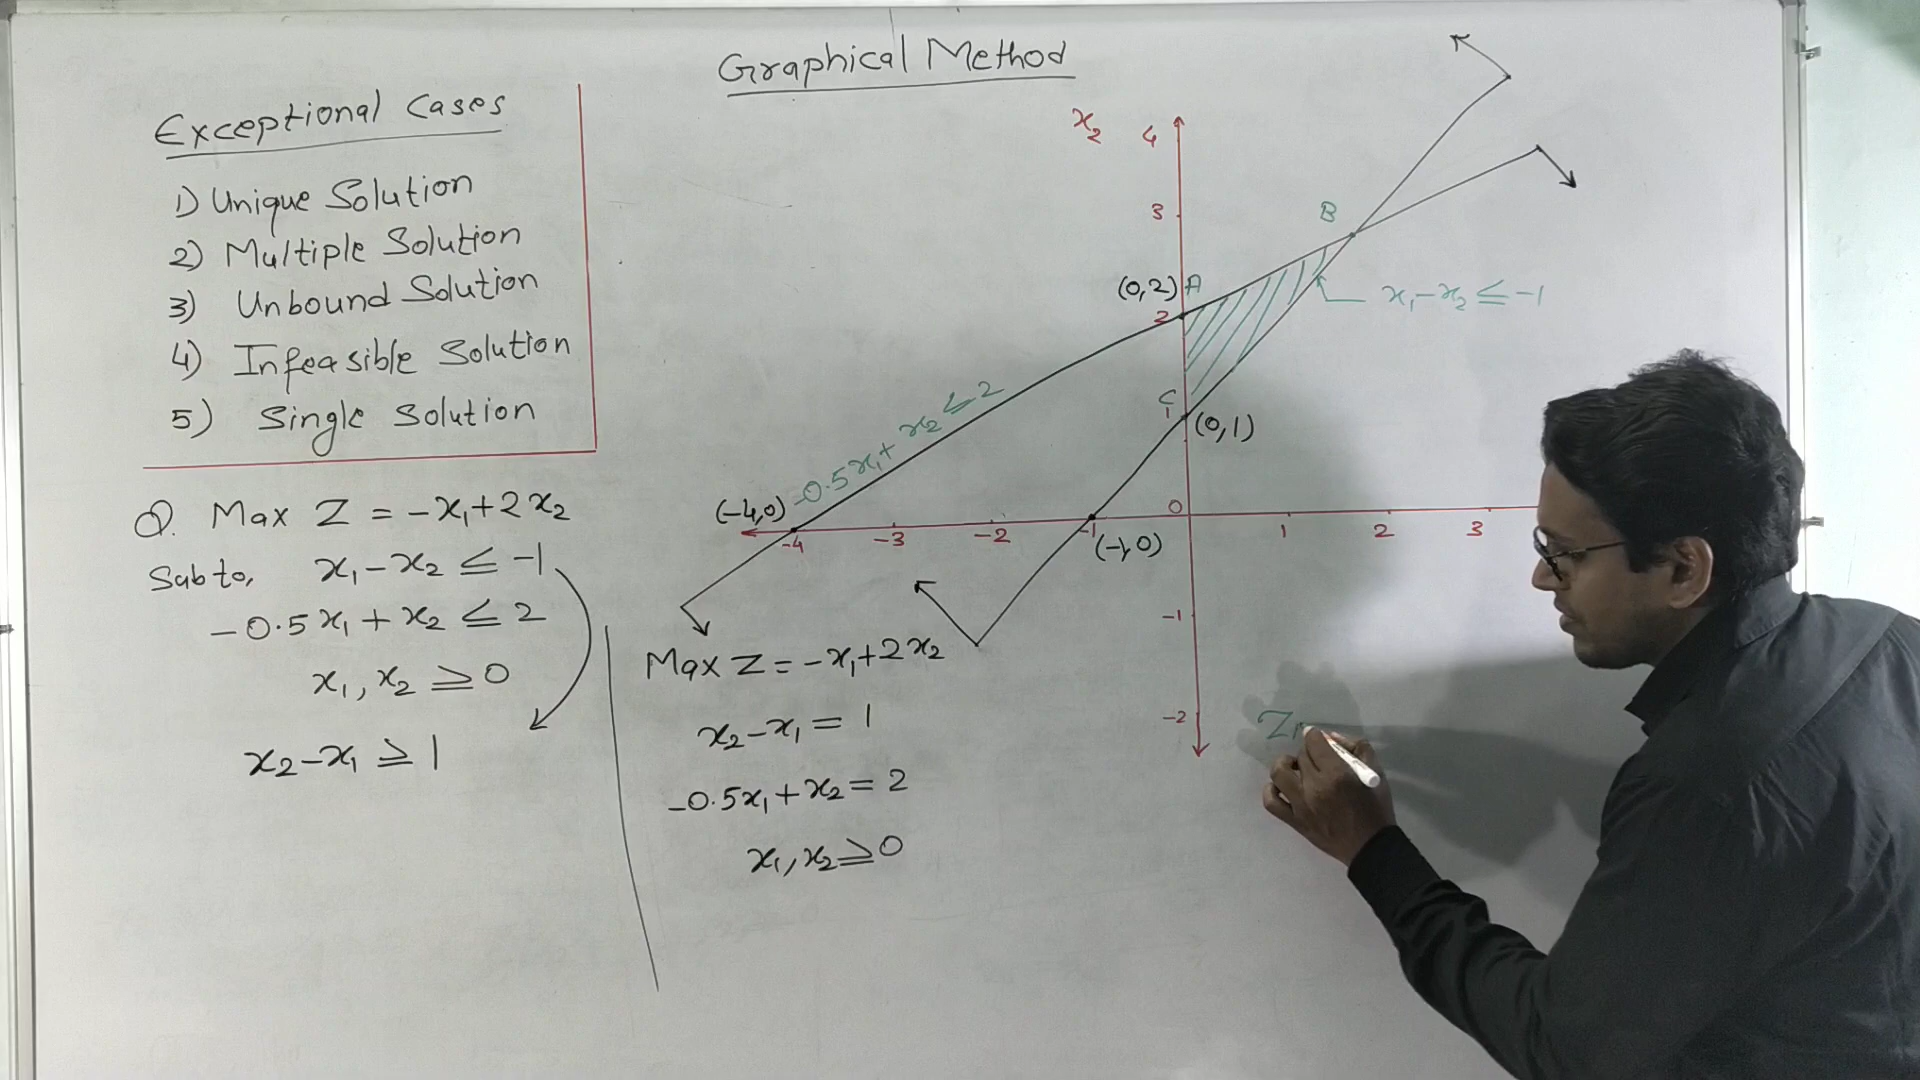 Graphical Method
Exceptional Cases
1) Unique Solution
2) Multiple Solution
3) Unbound Solution
4) Infeasible Solution
5) Single Solution
Q. Max Z = -x₁+2x₂
Sub to, x₁-x₂ ≤ -1
-0.5x₁+x₂ ≤ 2
x₁, x₂ ≥ 0
x₂-x₁ ≥ 1
Max Z = -x₁+2x₂
x₂-x₁ = 1
-0.5x₁+x₂ = 2
x₁, x₂ ≥ 0
x₂
4
3
B
(0,2) A
2
x₁-x₂ ≤ -1
-0.5x₁+x₂ ≤ 2
C
1
(0,1)
(-4,0)
0
-4 -3 -2 -1 1 2 3
(-1,0)
-1
-2
Z